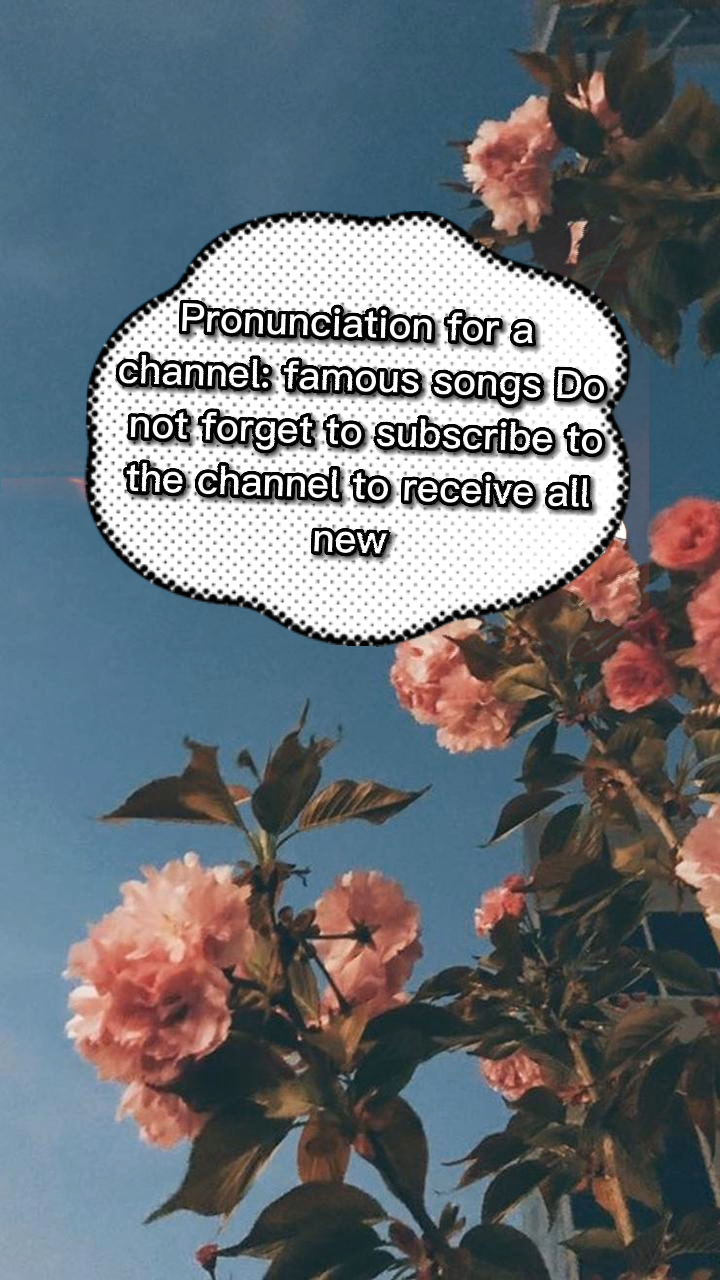 Pronunciation for a
channel: famous songs Do
not forget to subscribe to
the channel to receive all
new